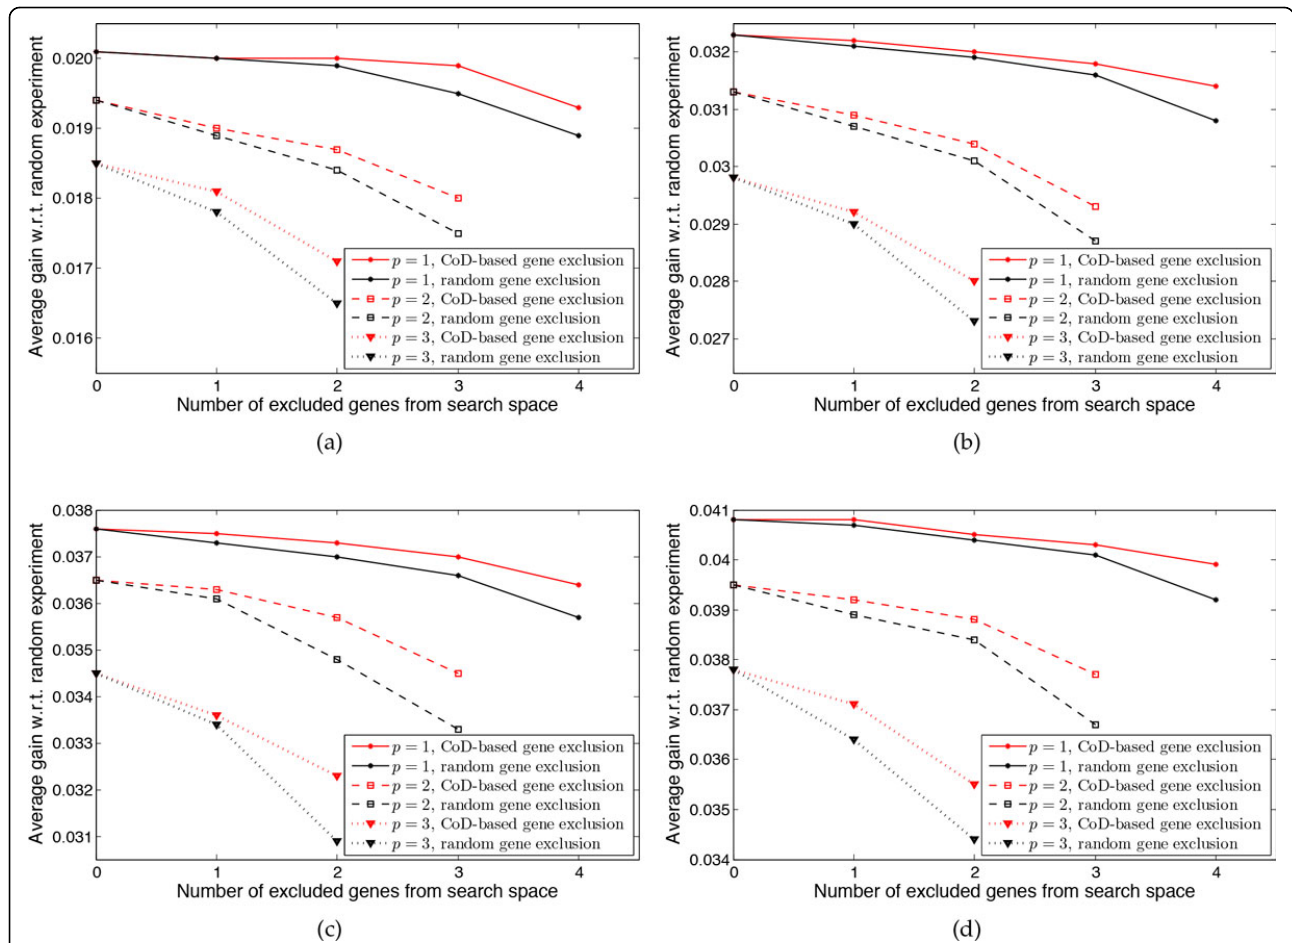 0.020
0.019
0.018
0.017
0.016
Average gain w.r.t. random experiment
p = 1, CoD-based gene exclusion
p = 1, random gene exclusion
p = 2, CoD-based gene exclusion
p = 2, random gene exclusion
p = 3, CoD-based gene exclusion
p = 3, random gene exclusion
0 1 2 3 4
Number of excluded genes from search space
(a)
0.032
0.031
0.03
0.029
0.028
0.027
Average gain w.r.t. random experiment
p = 1, CoD-based gene exclusion
p = 1, random gene exclusion
p = 2, CoD-based gene exclusion
p = 2, random gene exclusion
p = 3, CoD-based gene exclusion
p = 3, random gene exclusion
0 1 2 3 4
Number of excluded genes from search space
(b)
0.038
0.037
0.036
0.035
0.034
0.033
0.032
0.031
Average gain w.r.t. random experiment
p = 1, CoD-based gene exclusion
p = 1, random gene exclusion
p = 2, CoD-based gene exclusion
p = 2, random gene exclusion
p = 3, CoD-based gene exclusion
p = 3, random gene exclusion
0 1 2 3 4
Number of excluded genes from search space
(c)
0.041
0.04
0.039
0.038
0.037
0.036
0.035
0.034
Average gain w.r.t. random experiment
p = 1, CoD-based gene exclusion
p = 1, random gene exclusion
p = 2, CoD-based gene exclusion
p = 2, random gene exclusion
p = 3, CoD-based gene exclusion
p = 3, random gene exclusion
0 1 2 3 4
Number of excluded genes from search space
(d)